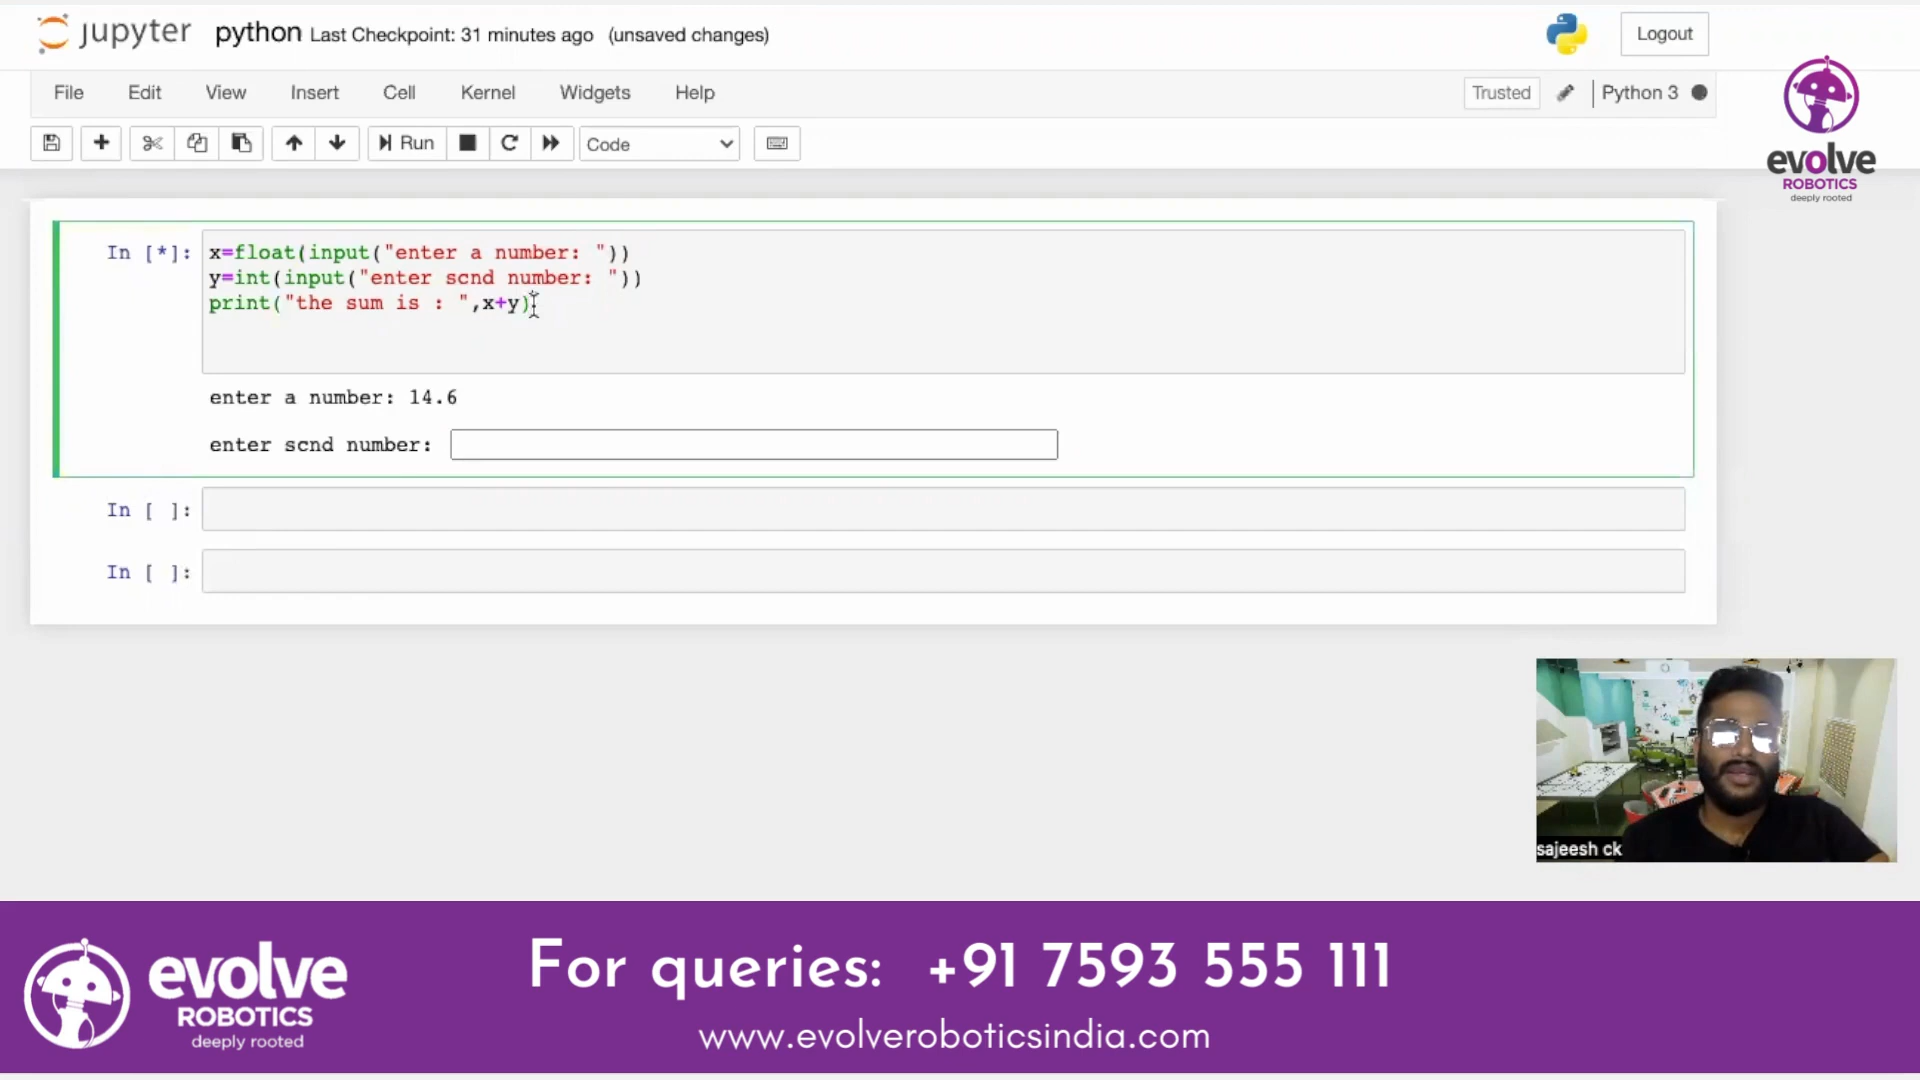 jupyter python Last Checkpoint: 31 minutes ago (unsaved changes)
Logout
File Edit View Insert Cell Kernel Widgets Help
Trusted Python 3
Run Code
evolve
ROBOTICS
deeply rooted
In [*]: x=float(input("enter a number: "))
y=int(input("enter scnd number: "))
print("the sum is : ",x+y)
enter a number: 14.6
enter scnd number:
In [ ]:
In [ ]:
sajeesh ck
evolve
ROBOTICS
deeply rooted
For queries: +91 7593 555 111
www.evolveroboticsindia.com